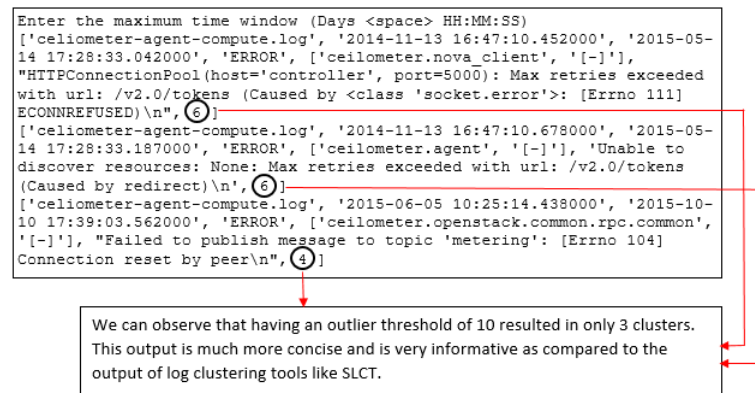 Enter the maximum time window (Days <space> HH:MM:SS)
['celiometer-agent-compute.log', '2014-11-13 16:47:10.452000', '2015-05-
14 17:28:33.042000', 'ERROR', ['ceilometer.nova_client', '[-]'],
"HTTPConnectionPool(host='controller', port=5000): Max retries exceeded
with url: /v2.0/tokens (Caused by <class 'socket.error'>: [Errno 111]
ECONNREFUSED)\n", 6]
['celiometer-agent-compute.log', '2014-11-13 16:47:10.678000', '2015-05-
14 17:28:33.187000', 'ERROR', ['ceilometer.agent', '[-]'], 'Unable to
discover resources: None: Max retries exceeded with url: /v2.0/tokens
(Caused by redirect)\n', 6]
['celiometer-agent-compute.log', '2015-06-05 10:25:14.438000', '2015-10-
10 17:39:03.562000', 'ERROR', ['ceilometer.openstack.common.rpc.common',
'[-]'], "Failed to publish message to topic 'metering': [Errno 104]
Connection reset by peer\n", 4]
We can observe that having an outlier threshold of 10 resulted in only 3 clusters.
This output is much more concise and is very informative as compared to the
output of log clustering tools like SLCT.